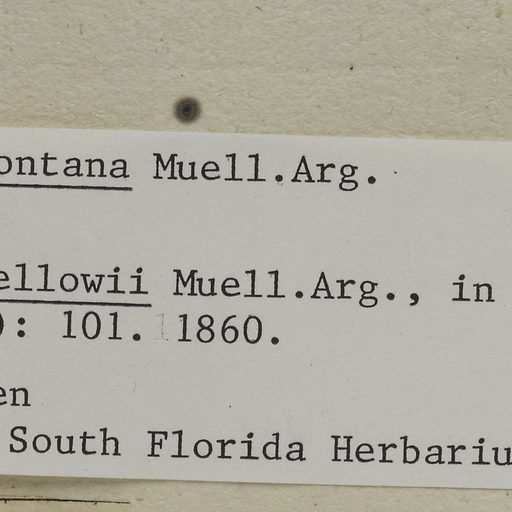 ontana Muell.Arg.
ellowii Muell.Arg., in
): 101. 1860.
en
South Florida Herbariu